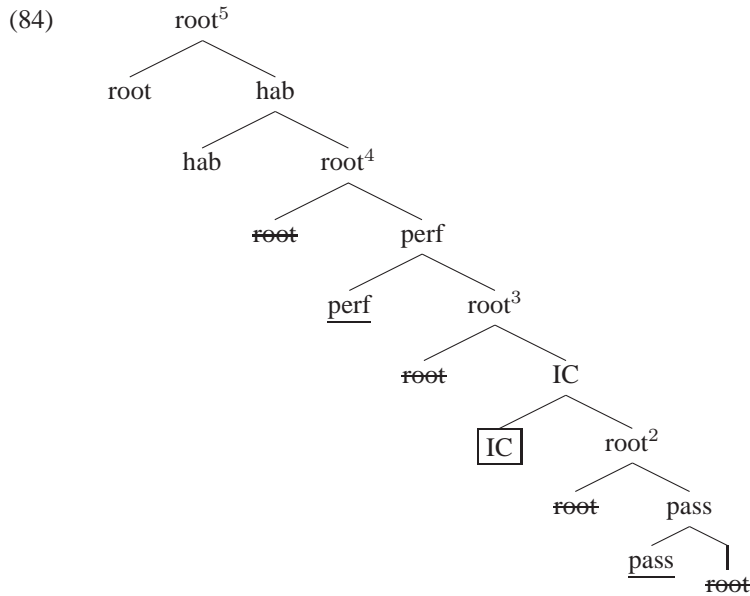 (84) root⁵
root hab
hab root⁴
root perf
perf root³
root IC
IC root²
root pass
pass root